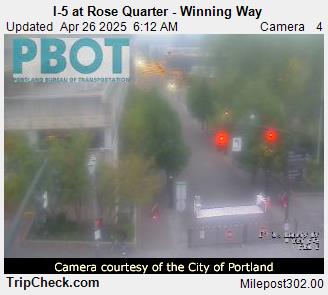 I-5 at Rose Quarter - Winning Way
Updated Apr 26 2025 6:12 AM Camera 4
PBOT
PORTLAND BUREAU OF TRANSPORTATION
Camera courtesy of the City of Portland
TripCheck.com Milepost302.00